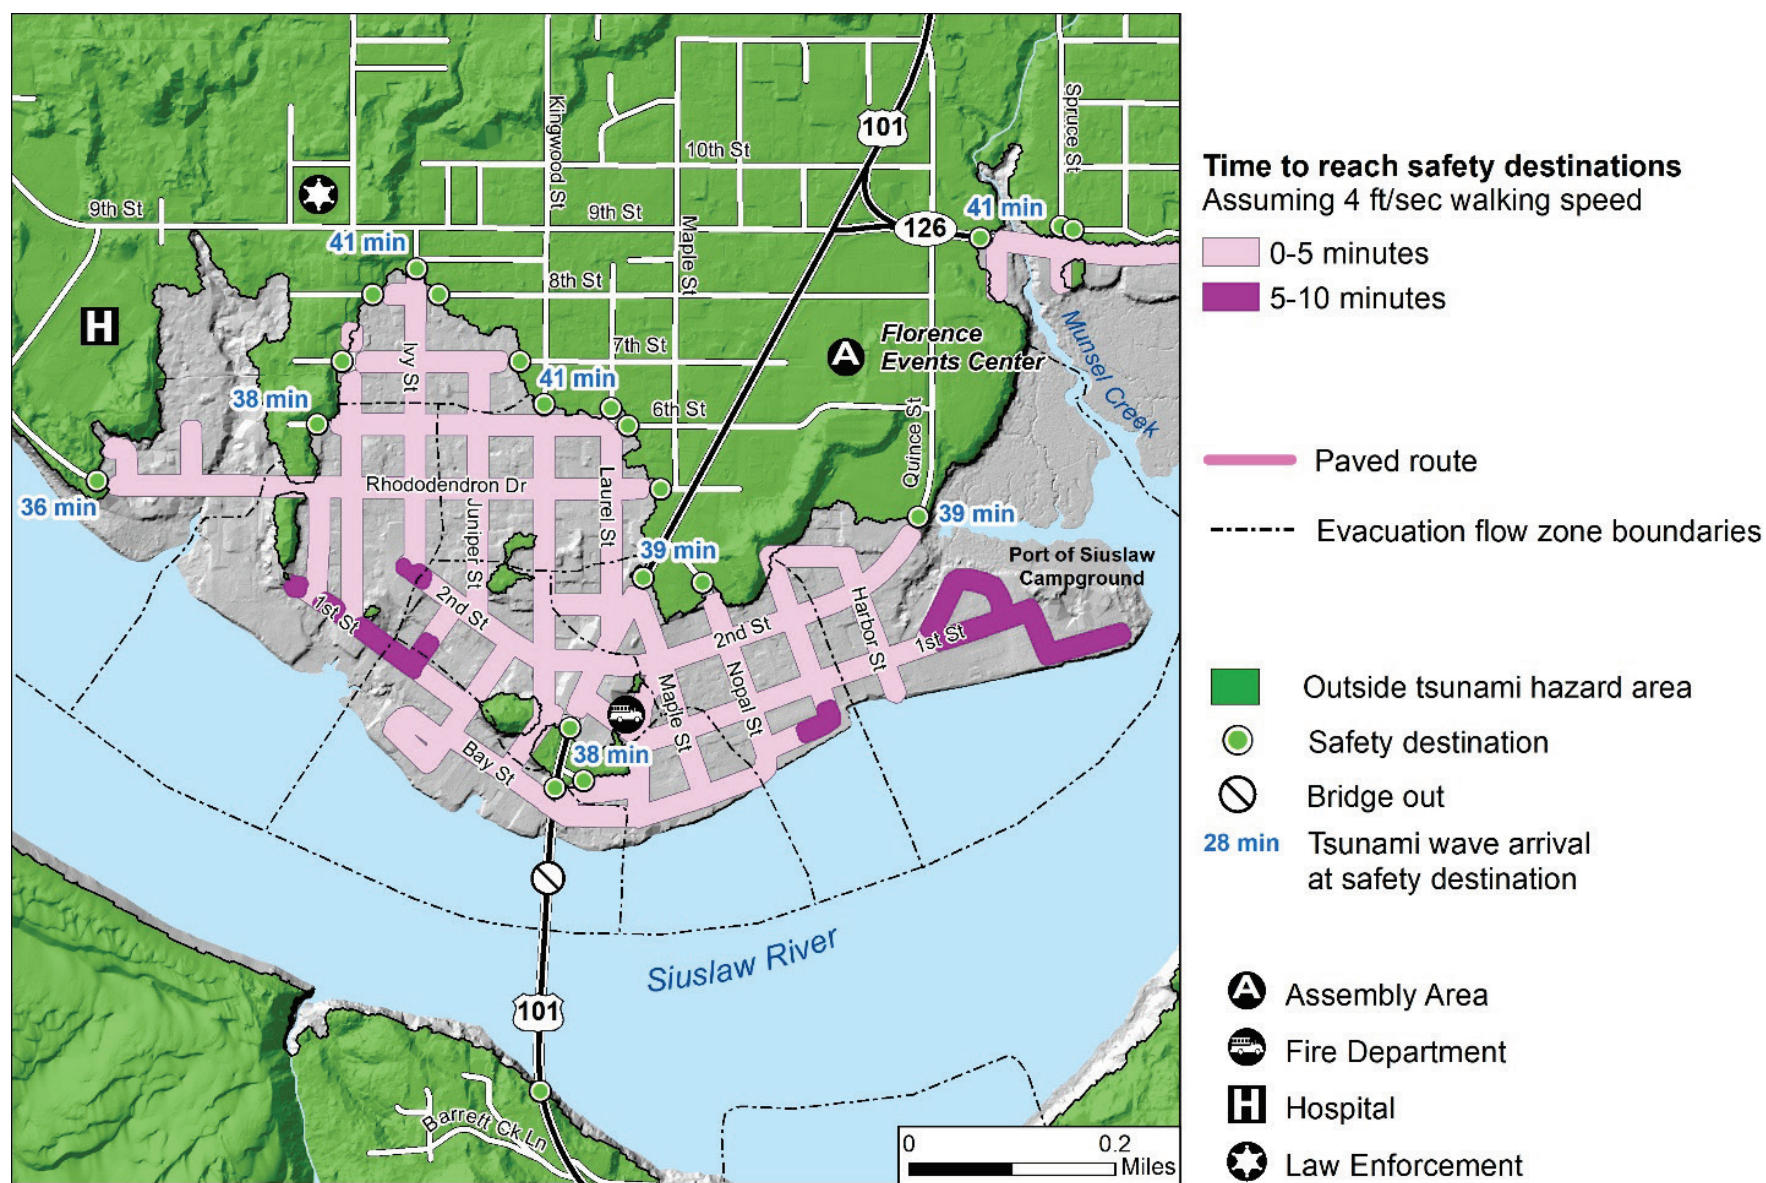 Kingwood St
101
Spruce St
10th St
9th St
9th St
126
41 min
41 min
Maple St
8th St
Munsel Creek
Florence
Events Center
7th St
Ivy St
41 min
38 min
6th St
Quince St
Rhododendron Dr
Laurel St
Juniper St
36 min
39 min
39 min
Port of Siuslaw
Campground
1st St
2nd St
2nd St
Harbor St
1st St
Maple St
Nopal St
Bay St
38 min
Siuslaw River
101
Barrett Ck Ln
0
0.2
Miles
Time to reach safety destinations
Assuming 4 ft/sec walking speed
0-5 minutes
5-10 minutes
Paved route
Evacuation flow zone boundaries
Outside tsunami hazard area
Safety destination
Bridge out
28 min
Tsunami wave arrival
at safety destination
A
Assembly Area
Fire Department
H
Hospital
Law Enforcement
H
A